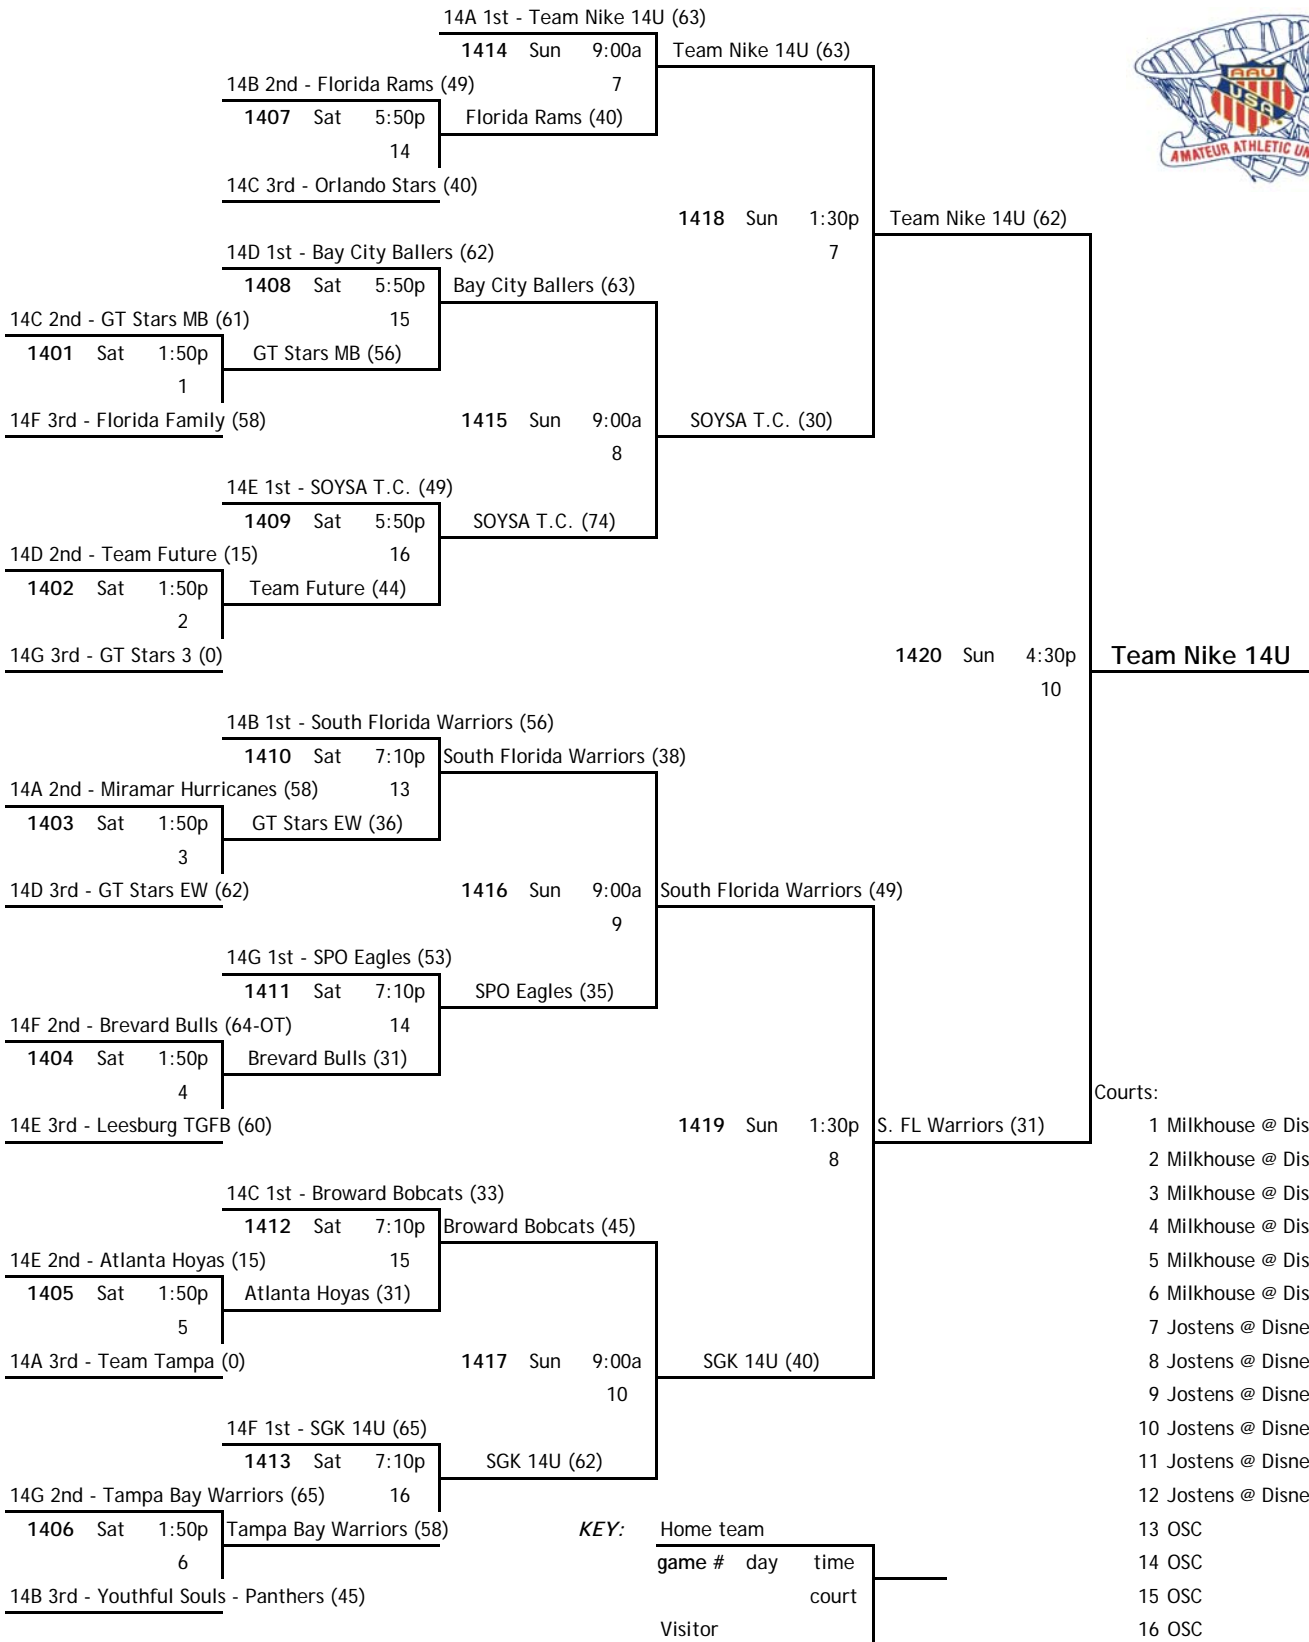 14A 1st - Team Nike 14U (63)
1414 Sun 9:00a Team Nike 14U (63)
14B 2nd - Florida Rams (49) 7
1407 Sat 5:50p Florida Rams (40)
14
14C 3rd - Orlando Stars (40)
1418 Sun 1:30p Team Nike 14U (62)
14D 1st - Bay City Ballers (62) 7
1408 Sat 5:50p Bay City Ballers (63)
14C 2nd - GT Stars MB (61) 15
1401 Sat 1:50p GT Stars MB (56)
1
14F 3rd - Florida Family (58) 1415 Sun 9:00a SOYSA T.C. (30)
8
14E 1st - SOYSA T.C. (49)
1409 Sat 5:50p SOYSA T.C. (74)
14D 2nd - Team Future (15) 16
1402 Sat 1:50p Team Future (44)
2
14G 3rd - GT Stars 3 (0) 1420 Sun 4:30p Team Nike 14U
10
14B 1st - South Florida Warriors (56)
1410 Sat 7:10p South Florida Warriors (38)
14A 2nd - Miramar Hurricanes (58) 13
1403 Sat 1:50p GT Stars EW (36)
3
14D 3rd - GT Stars EW (62) 1416 Sun 9:00a South Florida Warriors (49)
9
14G 1st - SPO Eagles (53)
1411 Sat 7:10p SPO Eagles (35)
14F 2nd - Brevard Bulls (64-OT) 14
1404 Sat 1:50p Brevard Bulls (31)
4 Courts:
14E 3rd - Leesburg TGFB (60) 1419 Sun 1:30p S. FL Warriors (31) 1 Milkhouse @ Dis
8 2 Milkhouse @ Dis
14C 1st - Broward Bobcats (33) 3 Milkhouse @ Dis
1412 Sat 7:10p Broward Bobcats (45) 4 Milkhouse @ Dis
14E 2nd - Atlanta Hoyas (15) 15 5 Milkhouse @ Dis
1405 Sat 1:50p Atlanta Hoyas (31) 6 Milkhouse @ Dis
5 7 Jostens @ Disne
14A 3rd - Team Tampa (0) 1417 Sun 9:00a SGK 14U (40) 8 Jostens @ Disne
10 9 Jostens @ Disne
14F 1st - SGK 14U (65) 10 Jostens @ Disne
1413 Sat 7:10p SGK 14U (62) 11 Jostens @ Disne
14G 2nd - Tampa Bay Warriors (65) 16 12 Jostens @ Disne
1406 Sat 1:50p Tampa Bay Warriors (58) KEY: Home team 13 OSC
6 game # day time 14 OSC
14B 3rd - Youthful Souls - Panthers (45) court 15 OSC
Visitor 16 OSC
AAU
USA
AMATEUR ATHLETIC UN